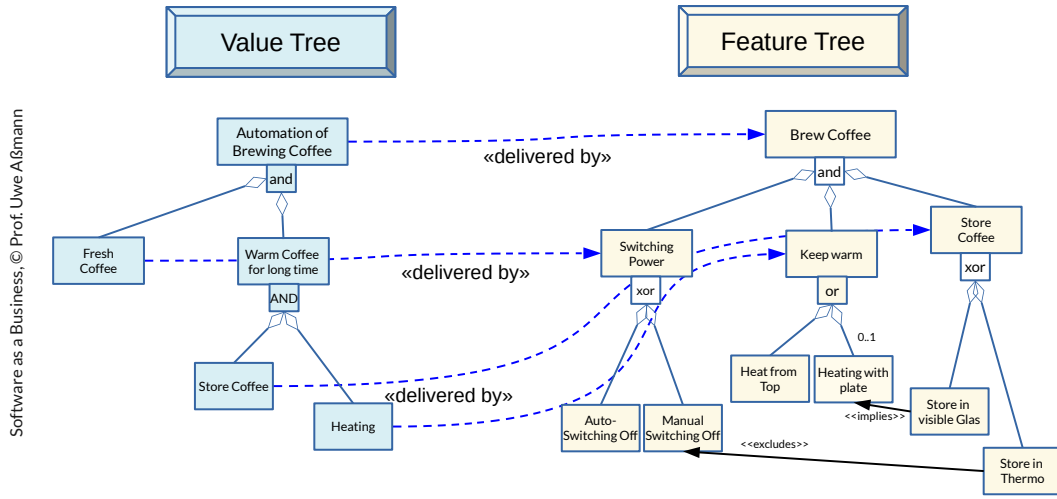 Value Tree
Feature Tree
Software as a Business, © Prof. Uwe Aßmann
Automation of
Brewing Coffee
and
«delivered by»
Brew Coffee
and
Fresh
Coffee
Warm Coffee
for long time
AND
«delivered by»
Switching
Power
xor
Keep warm
or
Store
Coffee
xor
0..1
Store Coffee
Heating
«delivered by»
Heat from
Top
Heating with
plate
Auto-
Switching Off
Manual
Switching Off
<<implies>>
Store in
visible Glas
<<excludes>>
Store in
Thermo